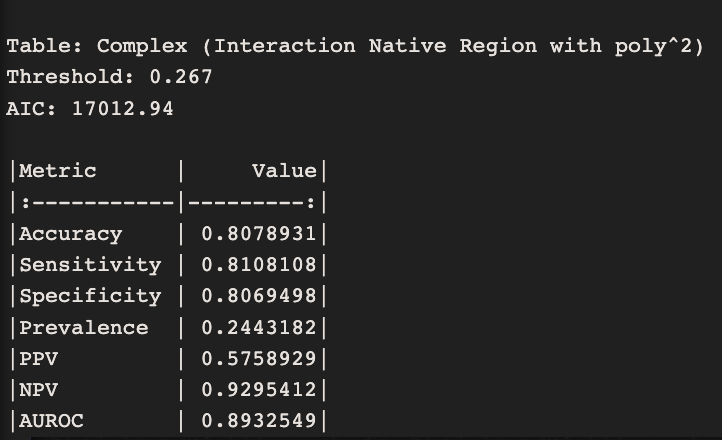 Table: Complex (Interaction Native Region with poly^2)
Threshold: 0.267
AIC: 17012.94
|Metric      |     Value|
|:-----------|---------:|
|Accuracy    | 0.8078931|
|Sensitivity | 0.8108108|
|Specificity | 0.8069498|
|Prevalence  | 0.2443182|
|PPV         | 0.5758929|
|NPV         | 0.9295412|
|AUROC       | 0.8932549|